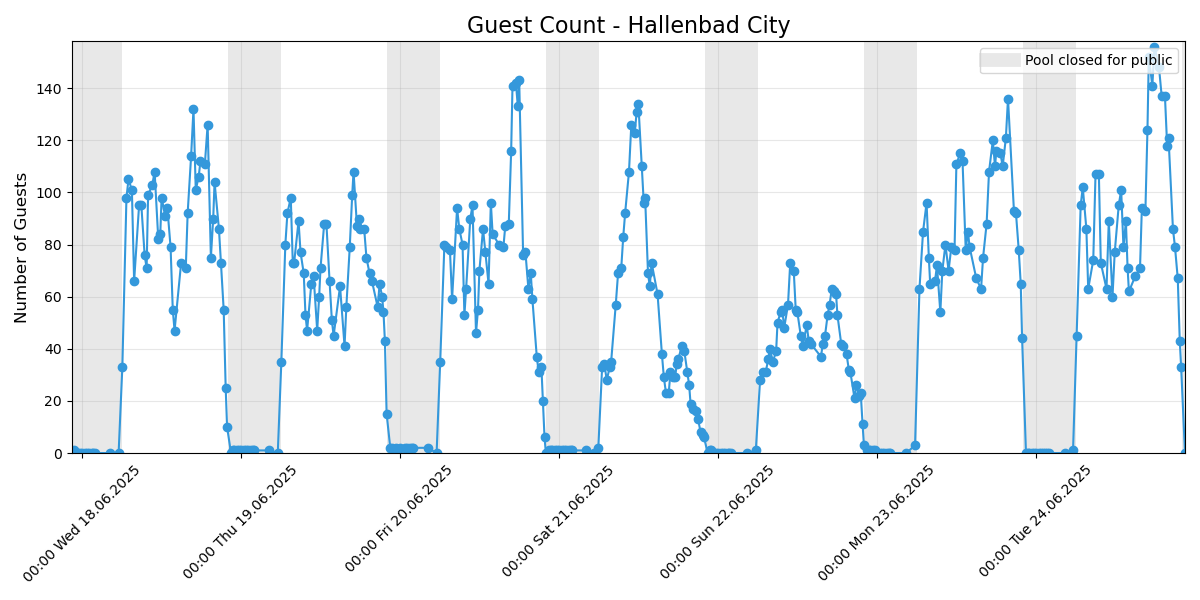 Guest Count - Hallenbad City
Pool closed for public
Number of Guests
140
120
100
80
60
40
20
0
00:00 Wed 18.06.2025
00:00 Thu 19.06.2025
00:00 Fri 20.06.2025
00:00 Sat 21.06.2025
00:00 Sun 22.06.2025
00:00 Mon 23.06.2025
00:00 Tue 24.06.2025